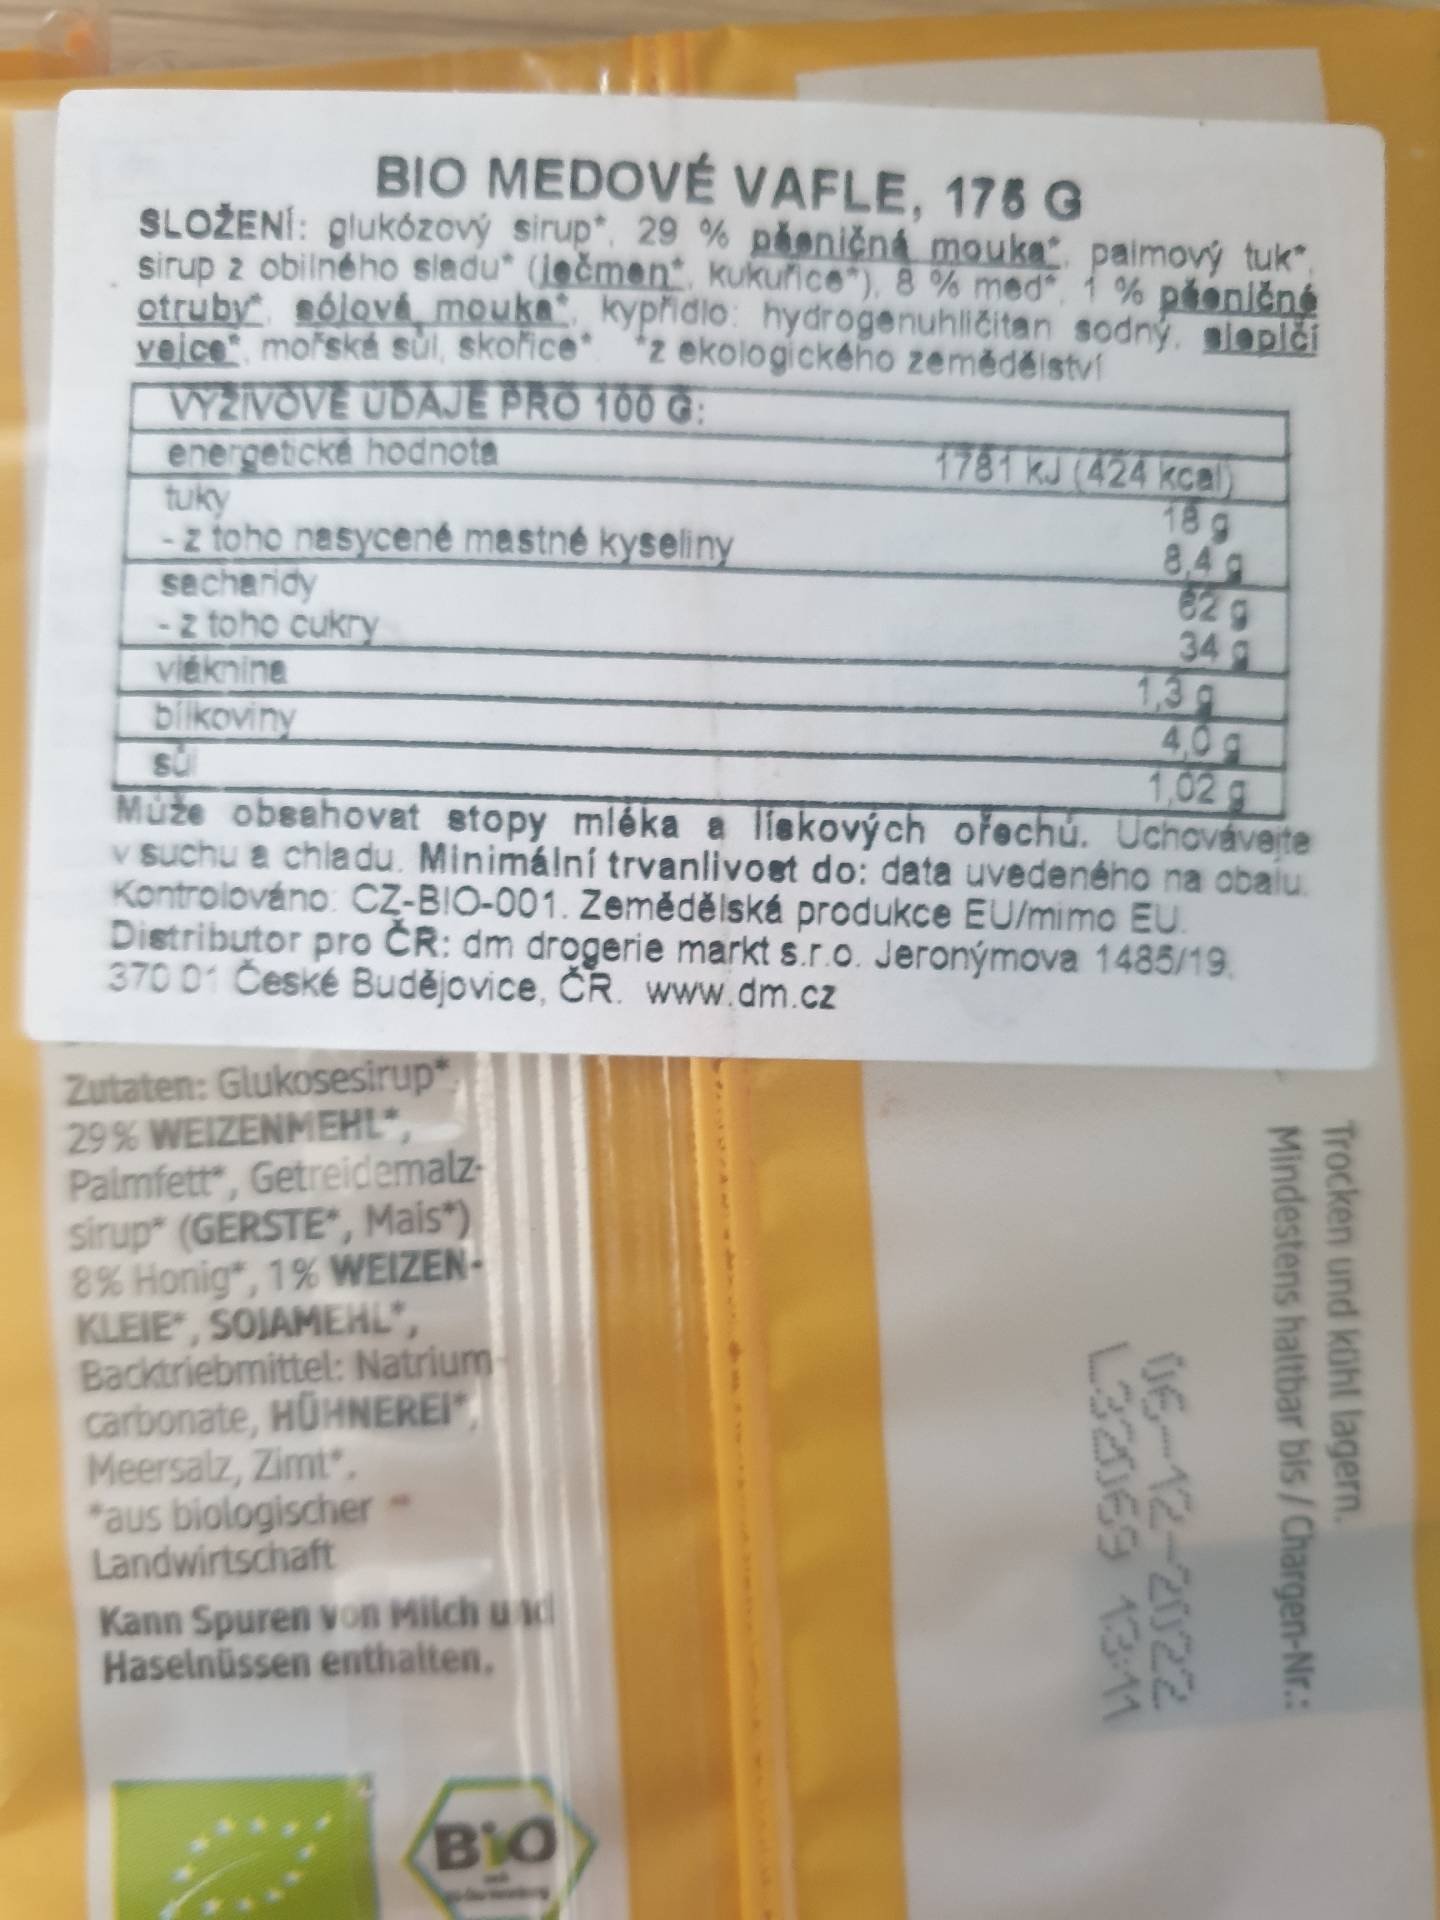 BIO MEDOVÉ VAFLE, 175 G
SLOŽENÍ: glukózový sirup*, 29 % pšeničná mouka*, palmový tuk*,
sirup z obilného sladu* (ječmen*, kukuřice*), 8 % med*, 1 % pšeničné
otruby*, sójová mouka*, kypřidlo: hydrogenuhličitan sodný, slepičí
vejce*, mořská sůl, skořice* *z ekologického zemědělství
VÝŽIVOVÉ ÚDAJE PRO 100 G:
energetická hodnota 1781 kJ (424 kcal)
tuky 18 g
- z toho nasycené mastné kyseliny 8,4 g
sacharidy 62 g
- z toho cukry 34 g
vláknina 1,3 g
bílkoviny 4,0 g
sůl 1,02 g
Může obsahovat stopy mléka a lískových ořechů. Uchovávejte
v suchu a chladu. Minimální trvanlivost do: data uvedeného na obalu.
Kontrolováno: CZ-BIO-001. Zemědělská produkce EU/mimo EU.
Distributor pro ČR: dm drogerie markt s.r.o. Jeronýmova 1485/19,
370 01 České Budějovice, ČR. www.dm.cz
Zutaten: Glukosesirup*,
29% WEIZENMEHL*,
Palmfett*, Getreidemalz-
sirup* (GERSTE*, Mais*)
8% Honig*, 1% WEIZEN-
KLEIE*, SOJAMEHL*,
Backtriebmittel: Natrium-
carbonate, HÜHNEREI*,
Meersalz, Zimt*.
*aus biologischer
Landwirtschaft
Kann Spuren von Milch und
Haselnüssen enthalten.
Trocken und kühl lagern.
Mindestens haltbar bis / Chargen-Nr.:
06-12-2022
13:11
Bio